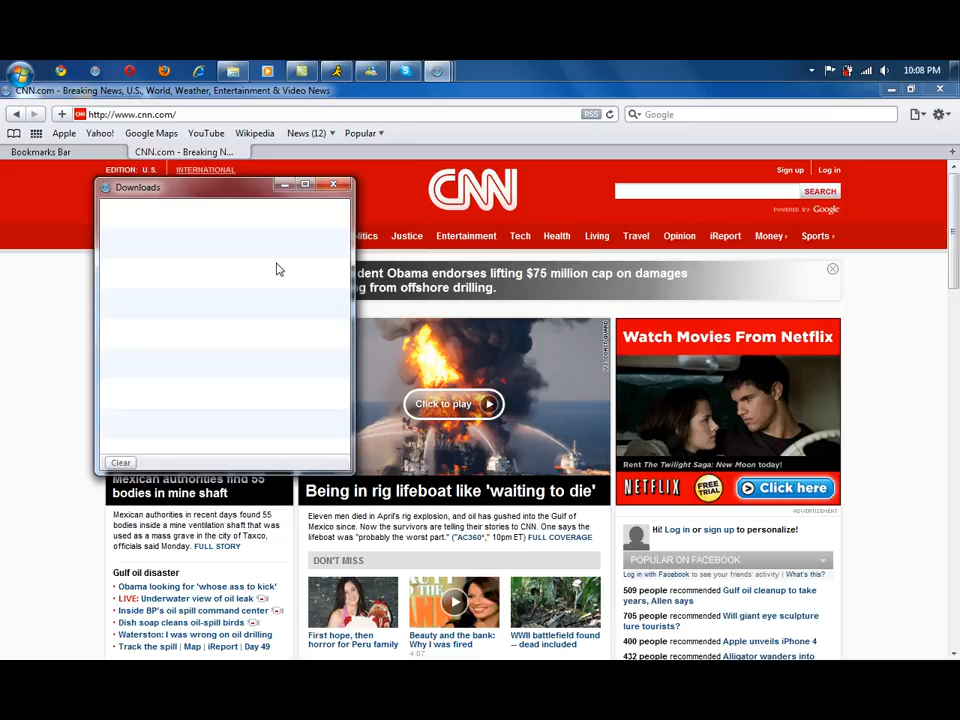 10:08 PM
CNN.com - Breaking News, U.S., World, Weather, Entertainment & Video News
http://www.cnn.com/
RSS
Google
Apple
Yahoo!
Google Maps
YouTube
Wikipedia
News (12)
Popular
Bookmarks Bar
CNN.com - Breaking N...
EDITION: U.S.
INTERNATIONAL
Sign up
Log in
CNN
SEARCH
POWERED BY Google
Downloads
litics
Justice
Entertainment
Tech
Health
Living
Travel
Opinion
iReport
Money ›
Sports ›
dent Obama endorses lifting $75 million cap on damages
g from offshore drilling.
Click to play
Clear
Mexican authorities find 55
bodies in mine shaft
Mexican authorities in recent days found 55
bodies inside a mine ventilation shaft that was
used as a mass grave in the city of Taxco,
officials said Monday. FULL STORY
Gulf oil disaster
• Obama looking for 'whose ass to kick'
• LIVE: Underwater view of oil leak
• Inside BP's oil spill command center
• Dish soap cleans oil-spill birds
• Waterston: I was wrong on oil drilling
• Track the spill | Map | iReport | Day 49
Being in rig lifeboat like 'waiting to die'
Eleven men died in April's rig explosion, and oil has gushed into the Gulf of
Mexico since. Now the survivors are telling their stories to CNN. One says the
lifeboat was "probably the worst part." ("AC360°," 10pm ET) FULL COVERAGE
DON'T MISS
First hope, then
horror for Peru family
Beauty and the bank:
Why I was fired
4:07
WWII battlefield found
-- dead included
Watch Movies From Netflix
Rent The Twilight Saga: New Moon today!
NETFLIX
FREE
TRIAL
Click here
ADVERTISEMENT
Hi! Log in or sign up to personalize!
POPULAR ON FACEBOOK
Log in with Facebook to see your friends' activity | What's this?
509 people recommended Gulf oil cleanup to take
years, Allen says
705 people recommended Will giant eye sculpture
lure tourists?
400 people recommended Apple unveils iPhone 4
432 people recommended Alligator wanders into